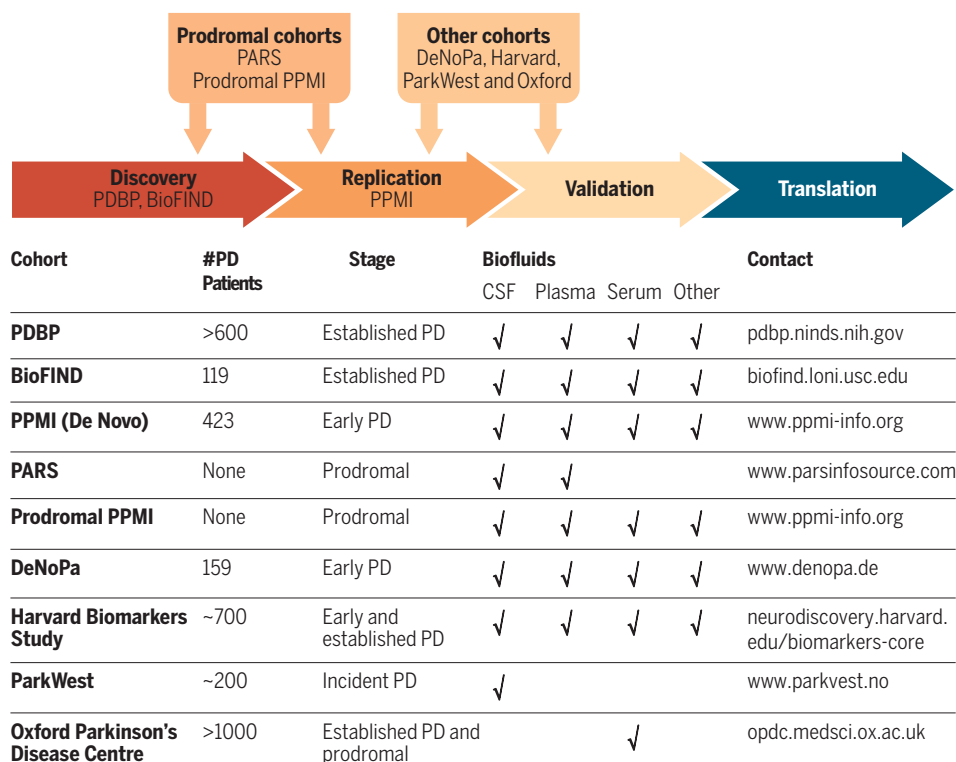 Prodromal cohorts
PARS
Prodromal PPMI
Other cohorts
DeNoPa, Harvard,
ParkWest and Oxford
Discovery
PDBP, BioFIND
Replication
PPMI
Validation
Translation
Cohort #PD Patients Stage Biofluids Contact
CSF Plasma Serum Other
PDBP >600 Established PD √ √ √ √ pdbp.ninds.nih.gov
BioFIND 119 Established PD √ √ √ √ biofind.loni.usc.edu
PPMI (De Novo) 423 Early PD √ √ √ √ www.ppmi-info.org
PARS None Prodromal √ √ www.parsinfosource.com
Prodromal PPMI None Prodromal √ √ √ √ www.ppmi-info.org
DeNoPa 159 Early PD √ √ √ √ www.denopa.de
Harvard Biomarkers ~700 Early and √ √ √ √ neurodiscovery.harvard.
Study established PD edu/biomarkers-core
ParkWest ~200 Incident PD √ www.parkvest.no
Oxford Parkinson's >1000 Established PD and √ opdc.medsci.ox.ac.uk
Disease Centre prodromal